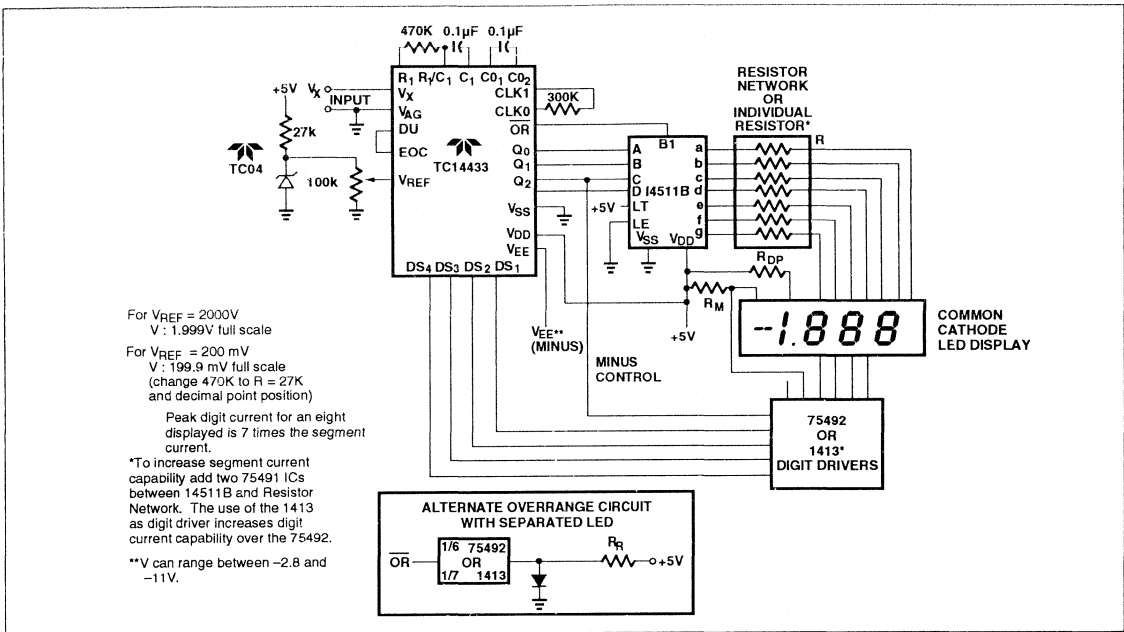 470K 0.1µF 0.1µF
R1 R1/C1 C1 C01 C02
+5V VX INPUT
VX
VAG
DU
EOC
VREF
CLK1
CLK0
300K
OR
Q0
Q1
Q2
VSS
VDD
VEE
DS4 DS3 DS2 DS1
TC14433
27k
TC04
100k
B1
A
B
C
D
14511B
+5V
LT
LE
VSS VDD
a
b
c
d
e
f
g
RESISTOR
NETWORK
OR
INDIVIDUAL
RESISTOR*
R
RDP
RM
+5V
VEE**
(MINUS)
MINUS
CONTROL
-1.888
COMMON
CATHODE
LED DISPLAY
75492
OR
1413*
DIGIT DRIVERS
For VREF = 2000V
V : 1.999V full scale
For VREF = 200 mV
V : 199.9 mV full scale
(change 470K to R = 27K
and decimal point position)
Peak digit current for an eight
displayed is 7 times the segment
current.
*To increase segment current
capability add two 75491 ICs
between 14511B and Resistor
Network. The use of the 1413
as digit driver increases digit
current capability over the 75492.
**V can range between –2.8 and
–11V.
ALTERNATE OVERRANGE CIRCUIT
WITH SEPARATED LED
OR
1/6 75492
OR
1/7 1413
RR
+5V